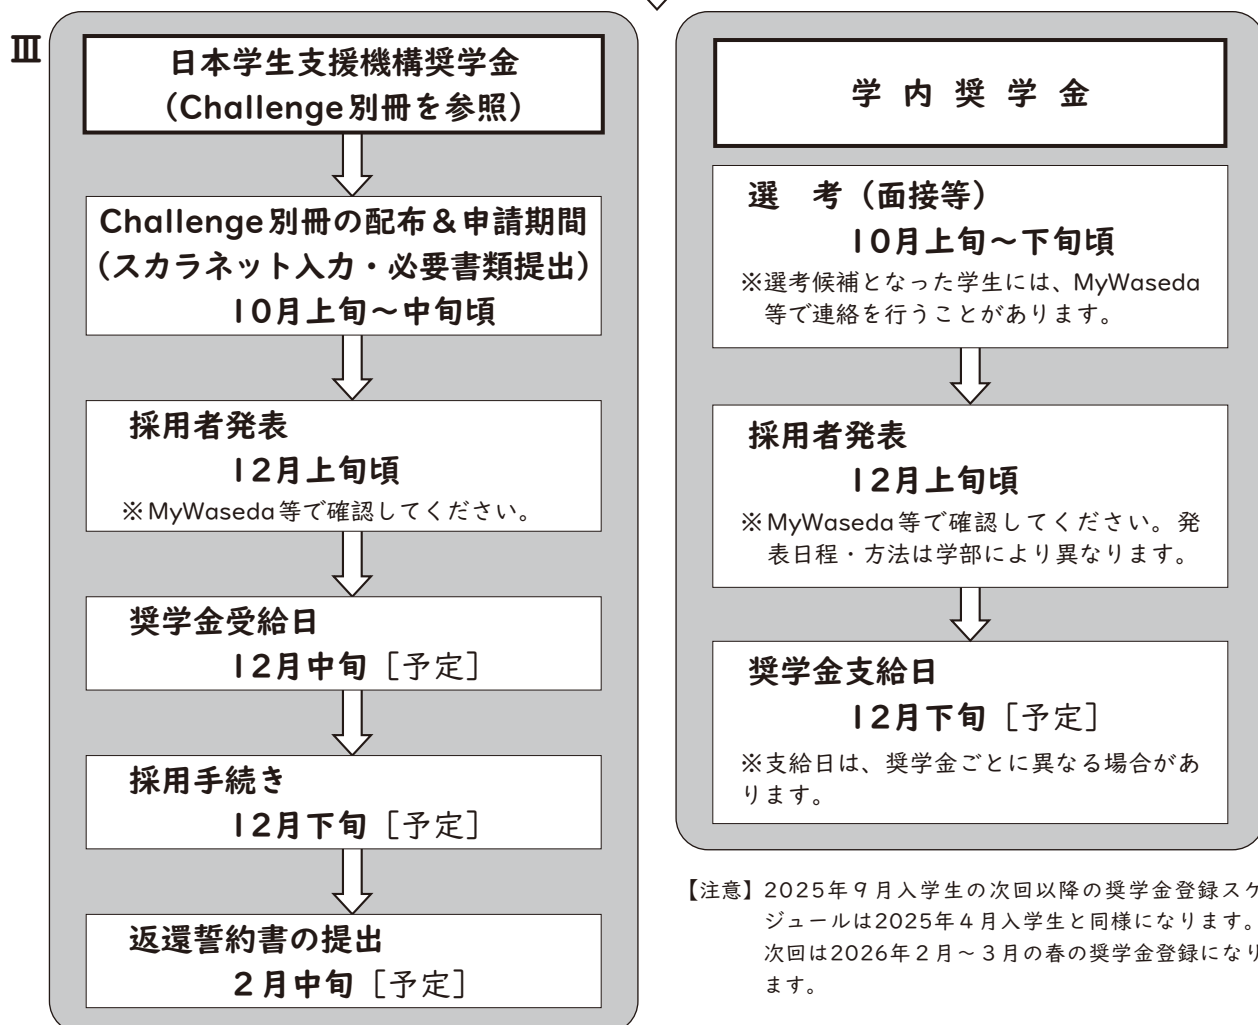 Ⅲ
日本学生支援機構奨学金
（Challenge別冊を参照）
Challenge別冊の配布＆申請期間
（スカラネット入力・必要書類提出）
10月上旬～中旬頃
採用者発表
12月上旬頃
※MyWaseda等で確認してください。
奨学金受給日
12月中旬［予定］
採用手続き
12月下旬［予定］
返還誓約書の提出
2月中旬［予定］
学内奨学金
選　考（面接等）
10月上旬～下旬頃
※選考候補となった学生には、MyWaseda
等で連絡を行うことがあります。
採用者発表
12月上旬頃
※MyWaseda等で確認してください。発
表日程・方法は学部により異なります。
奨学金支給日
12月下旬［予定］
※支給日は、奨学金ごとに異なる場合があ
ります。
【注意】2025年９月入学生の次回以降の奨学金登録スケ
ジュールは2025年４月入学生と同様になります。
次回は2026年２月～３月の春の奨学金登録になり
ます。